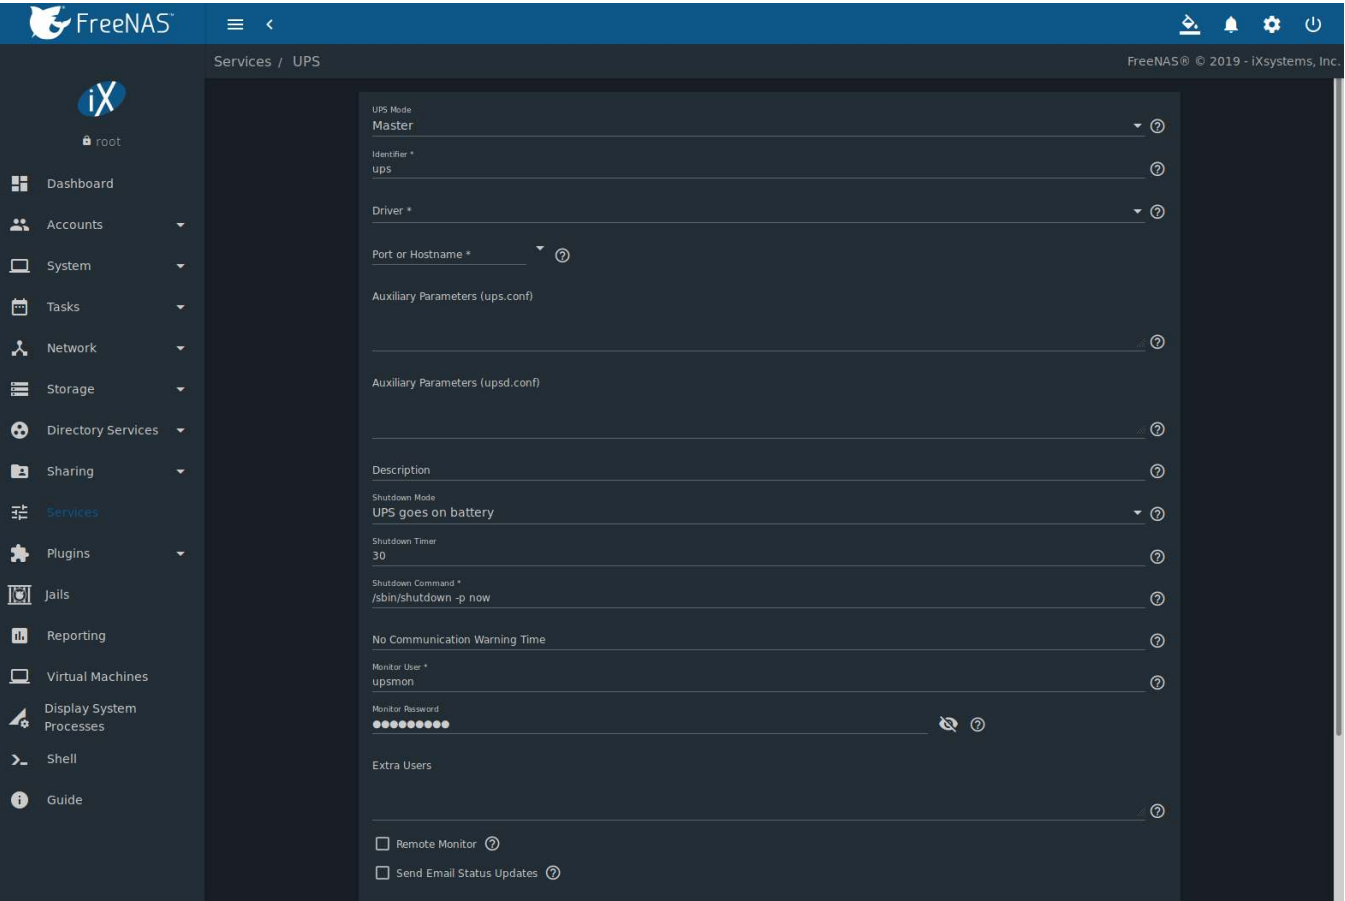 FreeNAS™
Services / UPS
FreeNAS® © 2019 - iXsystems, Inc.
iX
root
Dashboard
Accounts
System
Tasks
Network
Storage
Directory Services
Sharing
Services
Plugins
Jails
Reporting
Virtual Machines
Display System
Processes
Shell
Guide
UPS Mode
Master
Identifier *
ups
Driver *
Port or Hostname *
Auxiliary Parameters (ups.conf)
Auxiliary Parameters (upsd.conf)
Description
Shutdown Mode
UPS goes on battery
Shutdown Timer
30
Shutdown Command *
/sbin/shutdown -p now
No Communication Warning Time
Monitor User *
upsmon
Monitor Password
●●●●●●●●●
Extra Users
Remote Monitor
Send Email Status Updates